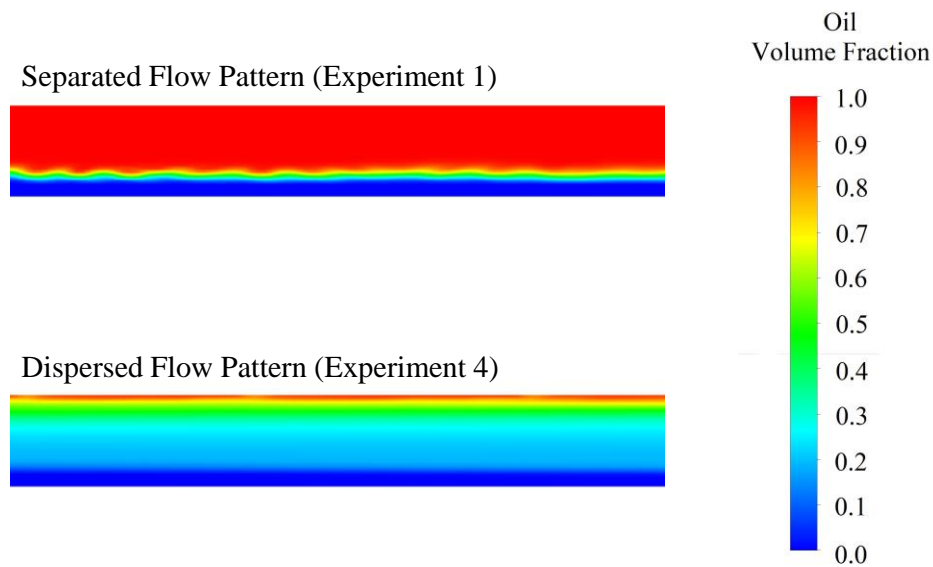 Oil
Volume Fraction
Separated Flow Pattern (Experiment 1)
1.0
0.9
0.8
0.7
0.6
0.5
0.4
0.3
0.2
0.1
0.0
Dispersed Flow Pattern (Experiment 4)